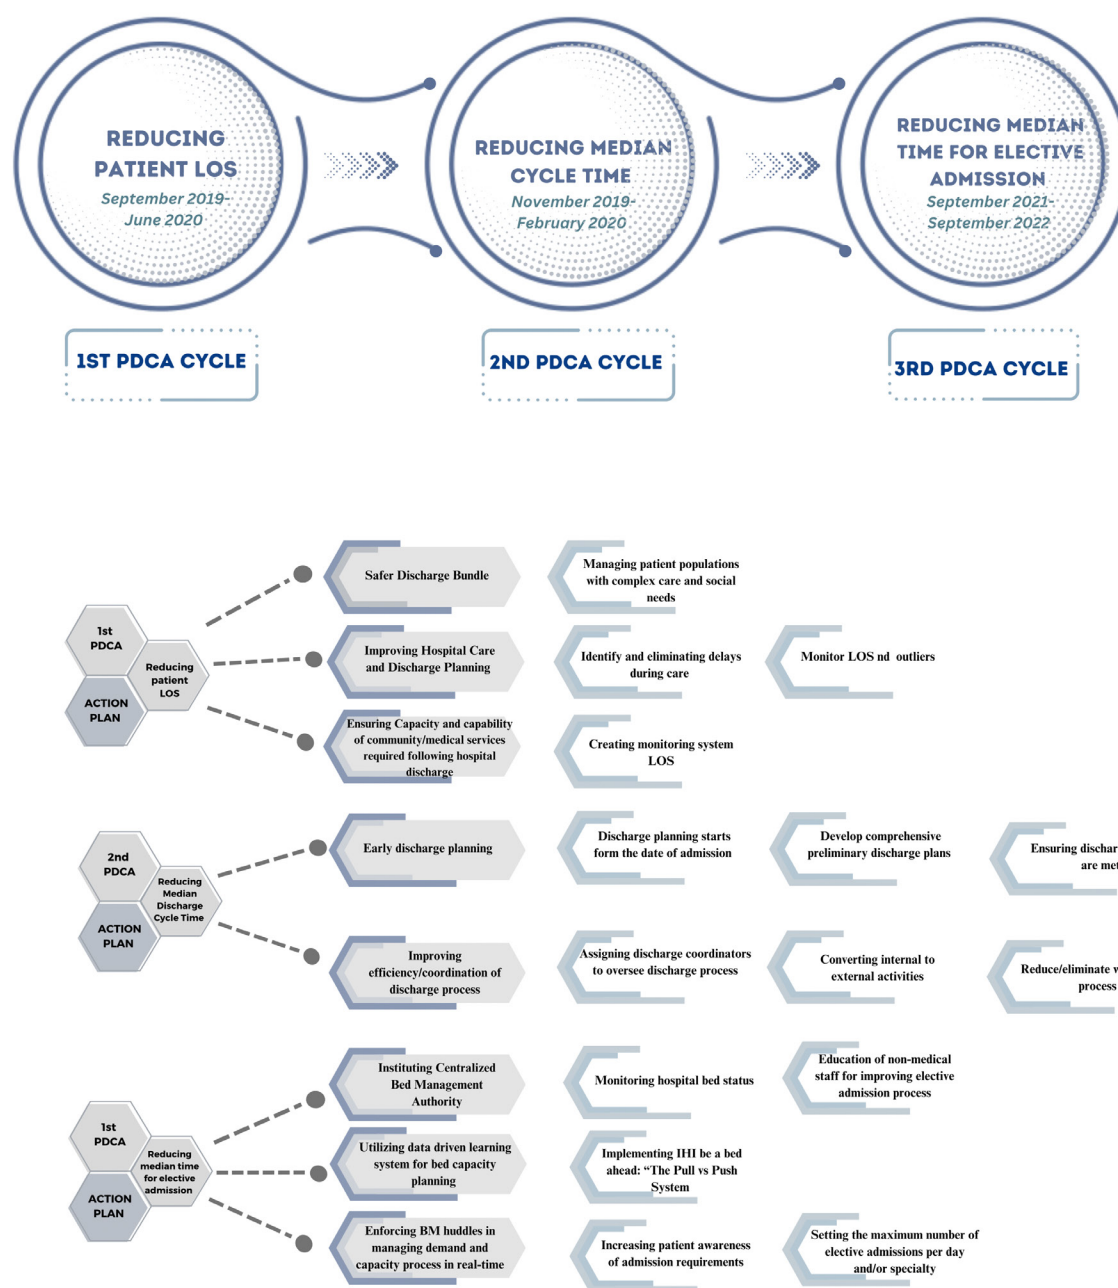 REDUCING
PATIENT LOS
September 2019-
June 2020
REDUCING MEDIAN
CYCLE TIME
November 2019-
February 2020
REDUCING MEDIAN
TIME FOR ELECTIVE
ADMISSION
September 2021-
September 2022
1ST PDCA CYCLE
2ND PDCA CYCLE
3RD PDCA CYCLE
1st
PDCA
ACTION
PLAN
Reducing
patient
LOS
Safer Discharge Bundle
Managing patient populations
with complex care and social
needs
Improving Hospital Care
and Discharge Planning
Identify and eliminating delays
during care
Monitor LOS nd outliers
Ensuring Capacity and capability
of community/medical services
required following hospital
discharge
Creating monitoring system
LOS
2nd
PDCA
ACTION
PLAN
Reducing
Median
Discharge
Cycle Time
Early discharge planning
Discharge planning starts
form the date of admission
Develop comprehensive
preliminary discharge plans
Ensuring dischar
are met
Improving
efficiency/coordination of
discharge process
Assigning discharge coordinators
to oversee discharge process
Converting internal to
external activities
Reduce/eliminate w
process
1st
PDCA
ACTION
PLAN
Reducing
median time
for elective
admission
Instituting Centralized
Bed Management
Authority
Monitoring hospital bed status
Education of non-medical
staff for improving elective
admission process
Utilizing data driven learning
system for bed capacity
planning
Implementing IHI be a bed
ahead: “The Pull vs Push
System
Enforcing BM huddles in
managing demand and
capacity process in real-time
Increasing patient awareness
of admission requirements
Setting the maximum number of
elective admissions per day
and/or specialty